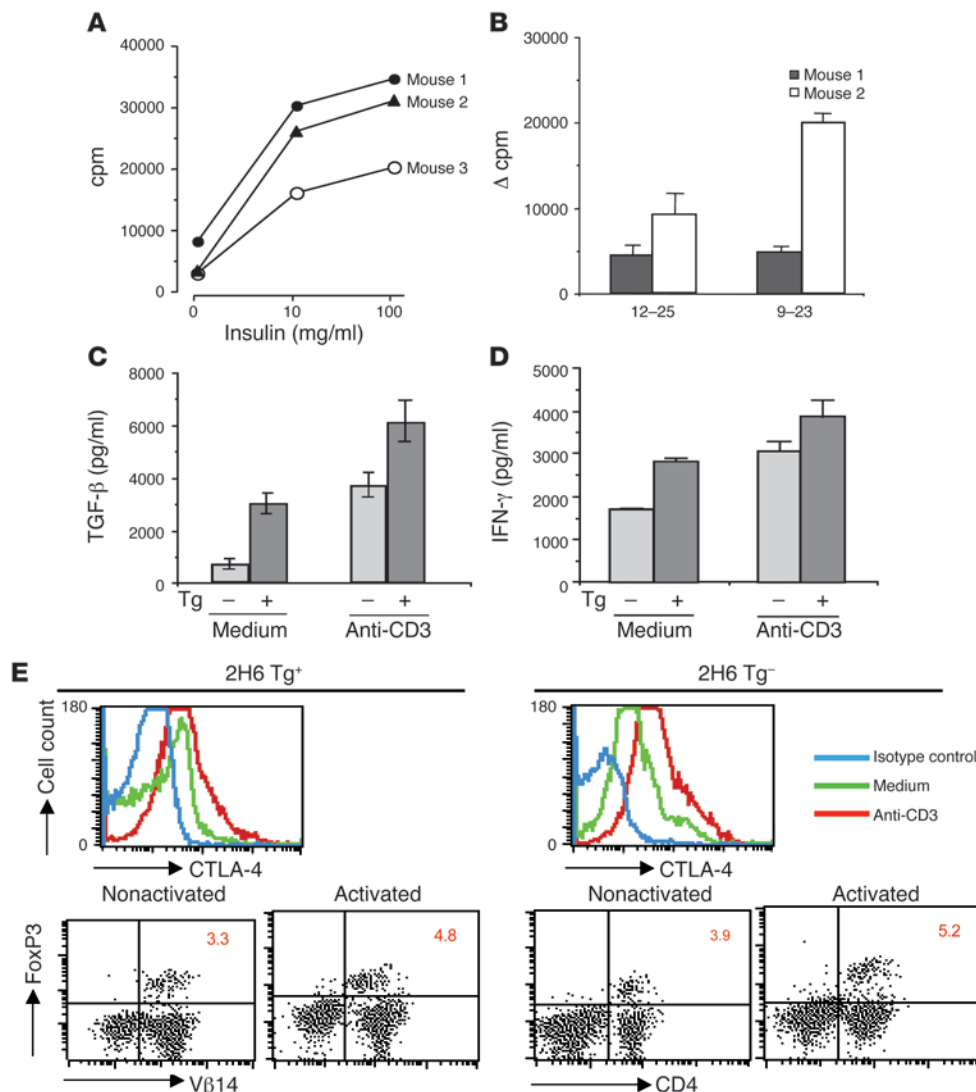 A
40000
30000
20000
10000
0
cpm
Mouse 1
Mouse 2
Mouse 3
0 10 100
Insulin (mg/ml)
B
30000
20000
10000
0
Δ cpm
Mouse 1
Mouse 2
12–25 9–23
C
8000
6000
4000
2000
0
TGF-β (pg/ml)
Tg – + – +
Medium Anti-CD3
D
5000
4000
3000
2000
1000
0
IFN-γ (pg/ml)
Tg – + – +
Medium Anti-CD3
E
2H6 Tg+
180
0
Cell count
CTLA-4
2H6 Tg–
180
0
CTLA-4
Isotype control
Medium
Anti-CD3
Nonactivated Activated
3.3 4.8
FoxP3
Vβ14
Nonactivated Activated
3.9 5.2
CD4